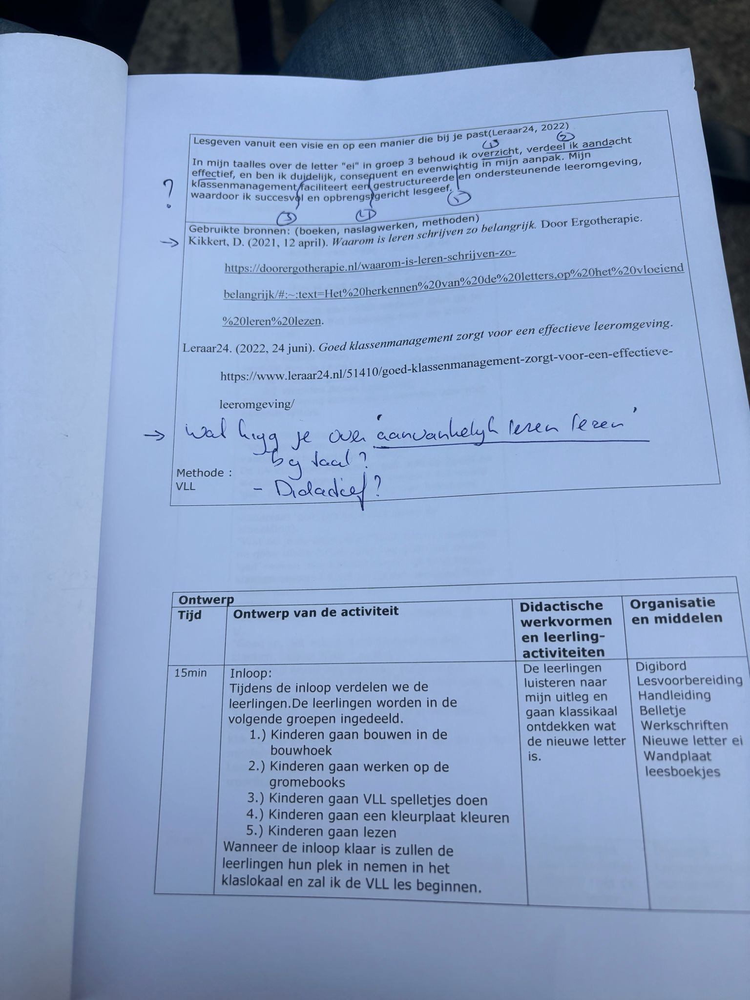 Lesgeven vanuit een visie en op een manier die bij je past(Leraar24, 2022)
① ②
In mijn taalles over de letter "ei" in groep 3 behoud ik overzicht, verdeel ik aandacht
effectief, en ben ik duidelijk, consequent en evenwichtig in mijn aanpak. Mijn
klassenmanagement faciliteert een gestructureerde en ondersteunende leeromgeving,
waardoor ik succesvol en opbrengstgericht lesgeef.
?
③
Gebruikte bronnen: (boeken, naslagwerken, methoden)
→ Kikkert, D. (2021, 12 april). Waarom is leren schrijven zo belangrijk. Door Ergotherapie.
https://doorergotherapie.nl/waarom-is-leren-schrijven-zo-
belangrijk/#:~:text=Het%20herkennen%20van%20de%20letters,op%20het%20vloeiend
%20leren%20lezen.
Leraar24. (2022, 24 juni). Goed klassenmanagement zorgt voor een effectieve leeromgeving.
https://www.leraar24.nl/51410/goed-klassenmanagement-zorgt-voor-een-effectieve-
leeromgeving/
→ Wat je over 'aanvankelijk leren lezen'
bij taal?
Methode :
VLL
- Didactief?
Ontwerp
Tijd
Ontwerp van de activiteit
Didactische
werkvormen
en leerling-
activiteiten
Organisatie
en middelen
15min
Inloop:
Tijdens de inloop verdelen we de
leerlingen.De leerlingen worden in de
volgende groepen ingedeeld.
1.) Kinderen gaan bouwen in de
bouwhoek
2.) Kinderen gaan werken op de
gromebooks
3.) Kinderen gaan VLL spelletjes doen
4.) Kinderen gaan een kleurplaat kleuren
5.) Kinderen gaan lezen
Wanneer de inloop klaar is zullen de
leerlingen hun plek in nemen in het
klaslokaal en zal ik de VLL les beginnen.
De leerlingen
luisteren naar
mijn uitleg en
gaan klassikaal
ontdekken wat
de nieuwe letter
is.
Digibord
Lesvoorbereiding
Handleiding
Belletje
Werkschriften
Nieuwe letter ei
Wandplaat
leesboekjes